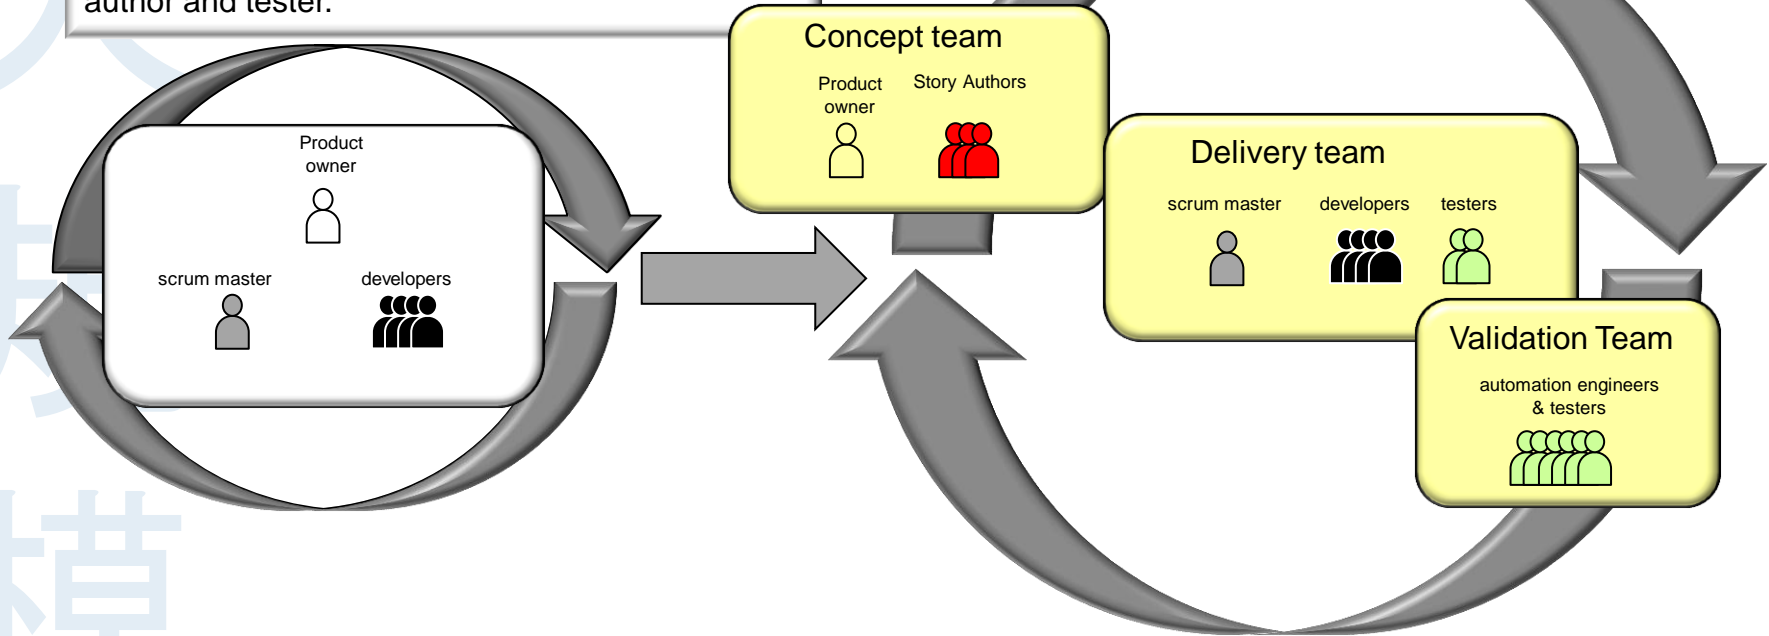 author and tester.
Concept team
Product
owner
Story Authors
Product
owner
scrum master
developers
Delivery team
scrum master
developers
testers
Validation Team
automation engineers
& testers
模